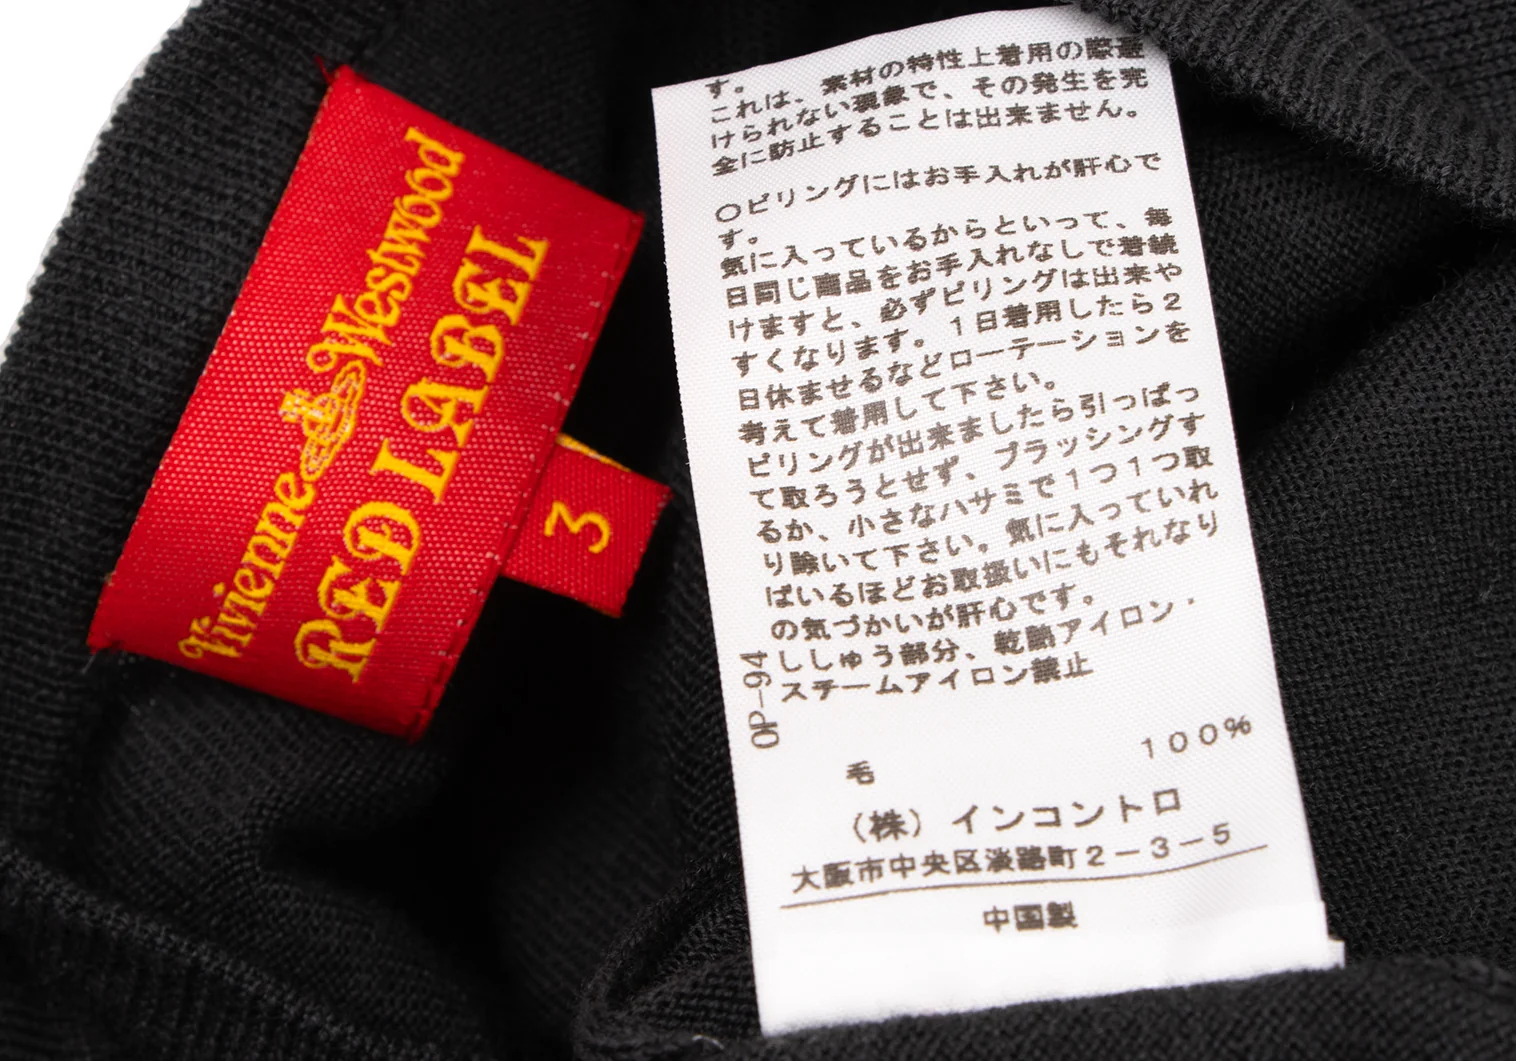 Vivienne Westwood
RED LABEL
3
す。
これは、素材の特性上着用の際避
けられない現象で、その発生を完
全に防止することは出来ません。
○ピリングにはお手入れが肝心で
す。
気に入っているからといって、毎
日同じ商品をお手入れなしで着続
けますと、必ずピリングは出来や
すくなります。1日着用したら2
日休ませるなどローテーションを
考えて着用して下さい。
ピリングが出来ましたら引っぱっ
て取ろうとせず、ブラッシングす
るか、小さなハサミで1つ1つ取
り除いて下さい。気に入っていれ
ばいるほどお取扱いにもそれなり
の気づかいが肝心です。
ししゅう部分、乾熱アイロン・
スチームアイロン禁止
OP-94
毛 100%
(株)インコントロ
大阪市中央区淡路町2-3-5
中国製